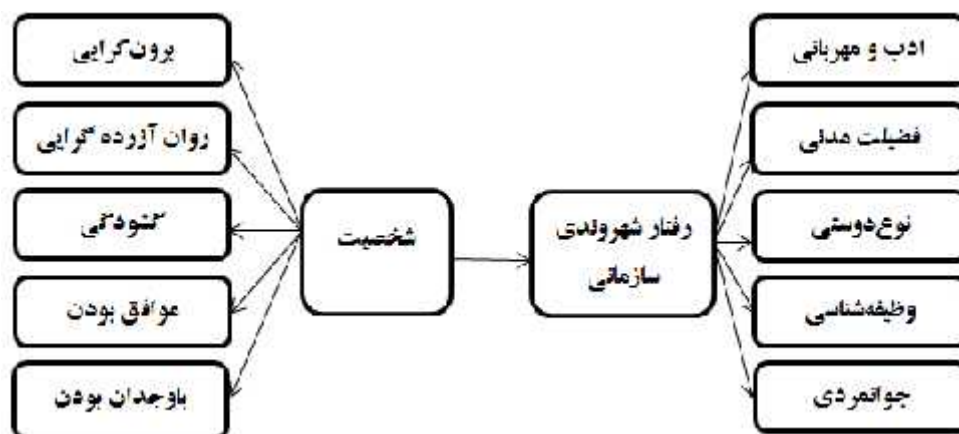 ادب و مهربانی
فضیلت مدنی
نوع‌دوستی
وظیفه‌شناسی
جوانمردی
رفتار شهروندی
سازمانی
شخصیت
برون‌گرایی
روان آزرده گرایی
گشودگی
موافق بودن
باوجدان بودن